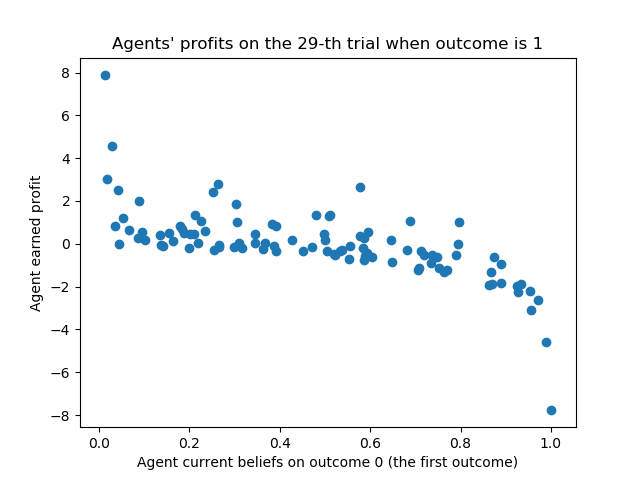 Agents' profits on the 29-th trial when outcome is 1
Agent earned profit
8
6
4
2
0
−2
−4
−6
−8
0.0 0.2 0.4 0.6 0.8 1.0
Agent current beliefs on outcome 0 (the first outcome)